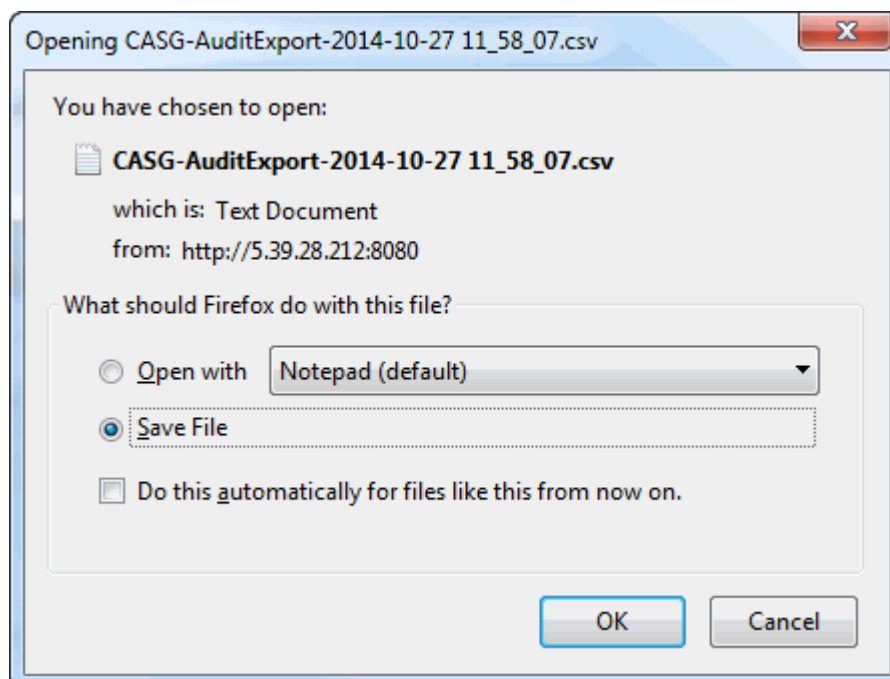 Opening CASG-AuditExport-2014-10-27 11_58_07.csv
You have chosen to open:
CASG-AuditExport-2014-10-27 11_58_07.csv
which is: Text Document
from: http://5.39.28.212:8080
What should Firefox do with this file?
Open with Notepad (default)
Save File
Do this automatically for files like this from now on.
OK Cancel